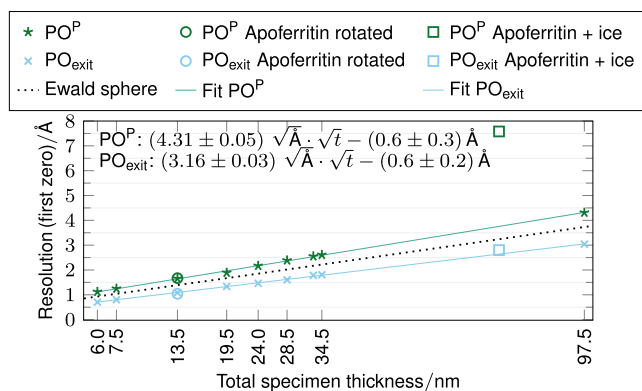 PO^P PO^P Apoferritin rotated PO^P Apoferritin + ice
PO_exit PO_exit Apoferritin rotated PO_exit Apoferritin + ice
Ewald sphere Fit PO^P Fit PO_exit
PO^P: (4.31 ± 0.05) √Å · √t − (0.6 ± 0.3) Å
PO_exit: (3.16 ± 0.03) √Å · √t − (0.6 ± 0.2) Å
Resolution (first zero)/Å
8
7
6
5
4
3
2
1
0
6.0 7.5 13.5 19.5 24.0 28.5 34.5 97.5
Total specimen thickness/nm